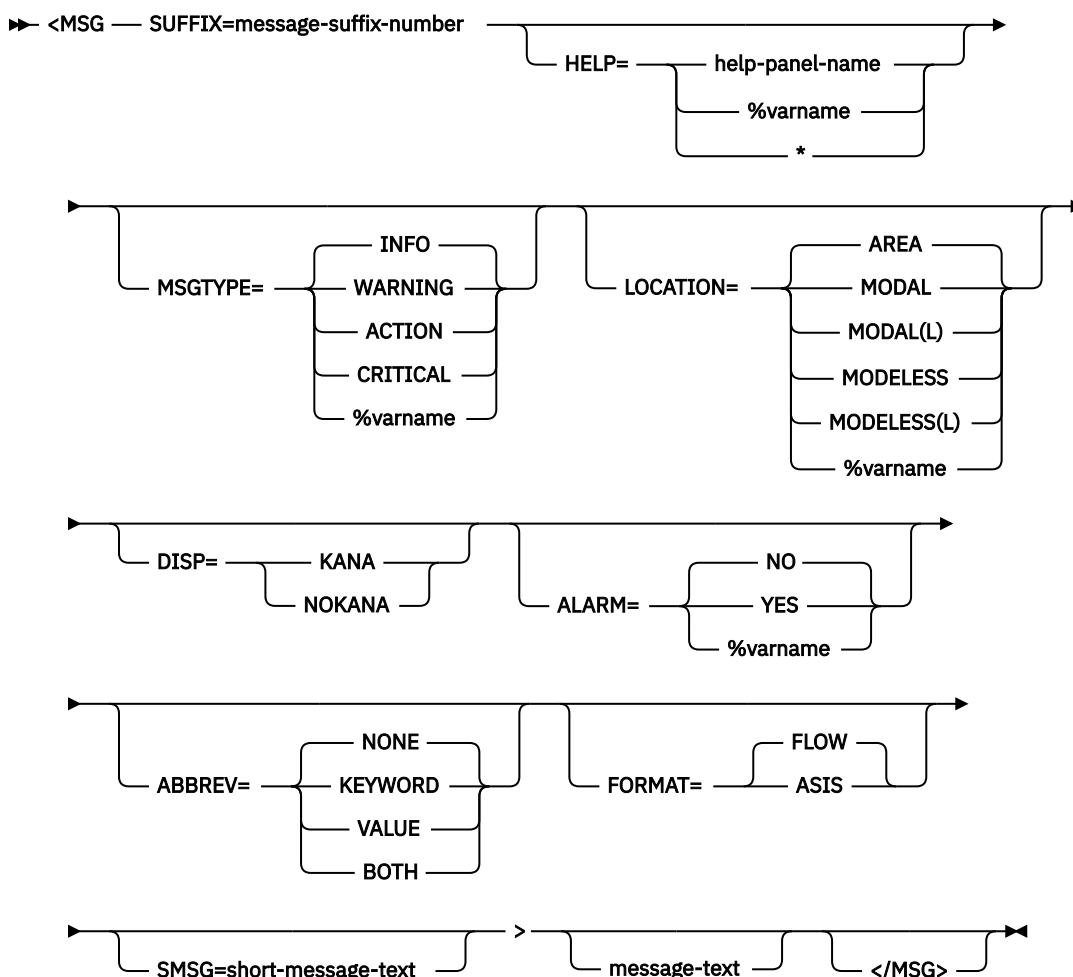 <MSG SUFFIX=message-suffix-number
HELP= help-panel-name
%varname
*
INFO
MSGTYPE= WARNING
ACTION
CRITICAL
%varname
AREA
LOCATION= MODAL
MODAL(L)
MODELESS
MODELESS(L)
%varname
DISP= KANA
NOKANA
NO
ALARM= YES
%varname
NONE
ABBREV= KEYWORD
VALUE
BOTH
FLOW
FORMAT= ASIS
>
SMSG=short-message-text message-text </MSG>